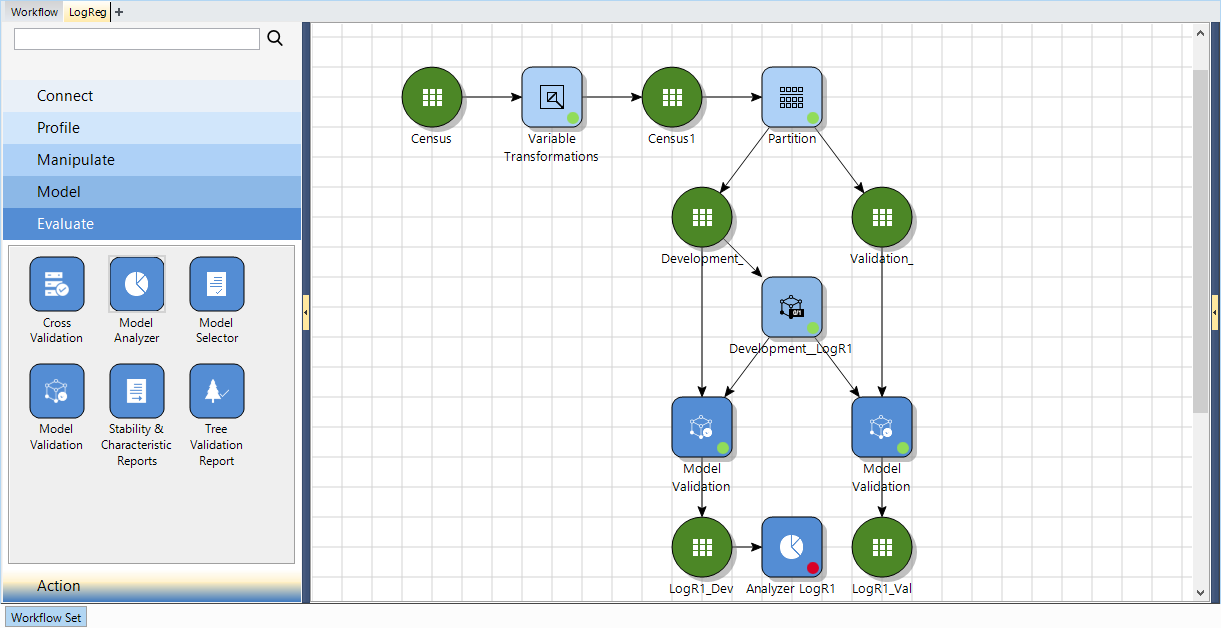 Workflow LogReg +
Connect
Profile
Manipulate
Model
Evaluate
Cross
Validation
Model
Analyzer
Model
Selector
Model
Validation
Stability &
Characteristic
Reports
Tree
Validation
Report
Action
Workflow Set
Census
Variable
Transformations
Census1
Partition
Development_
Validation_
Development__LogR1
Model
Validation
Model
Validation
LogR1_Dev
Analyzer LogR1
LogR1_Val